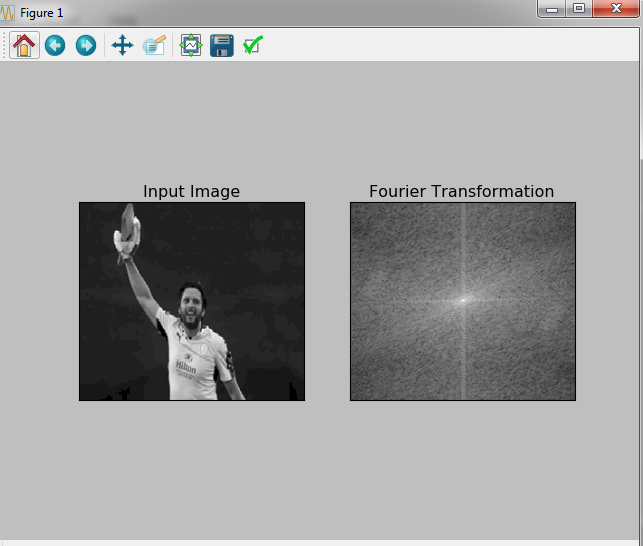 Figure 1
Input Image
Fourier Transformation
Hilton